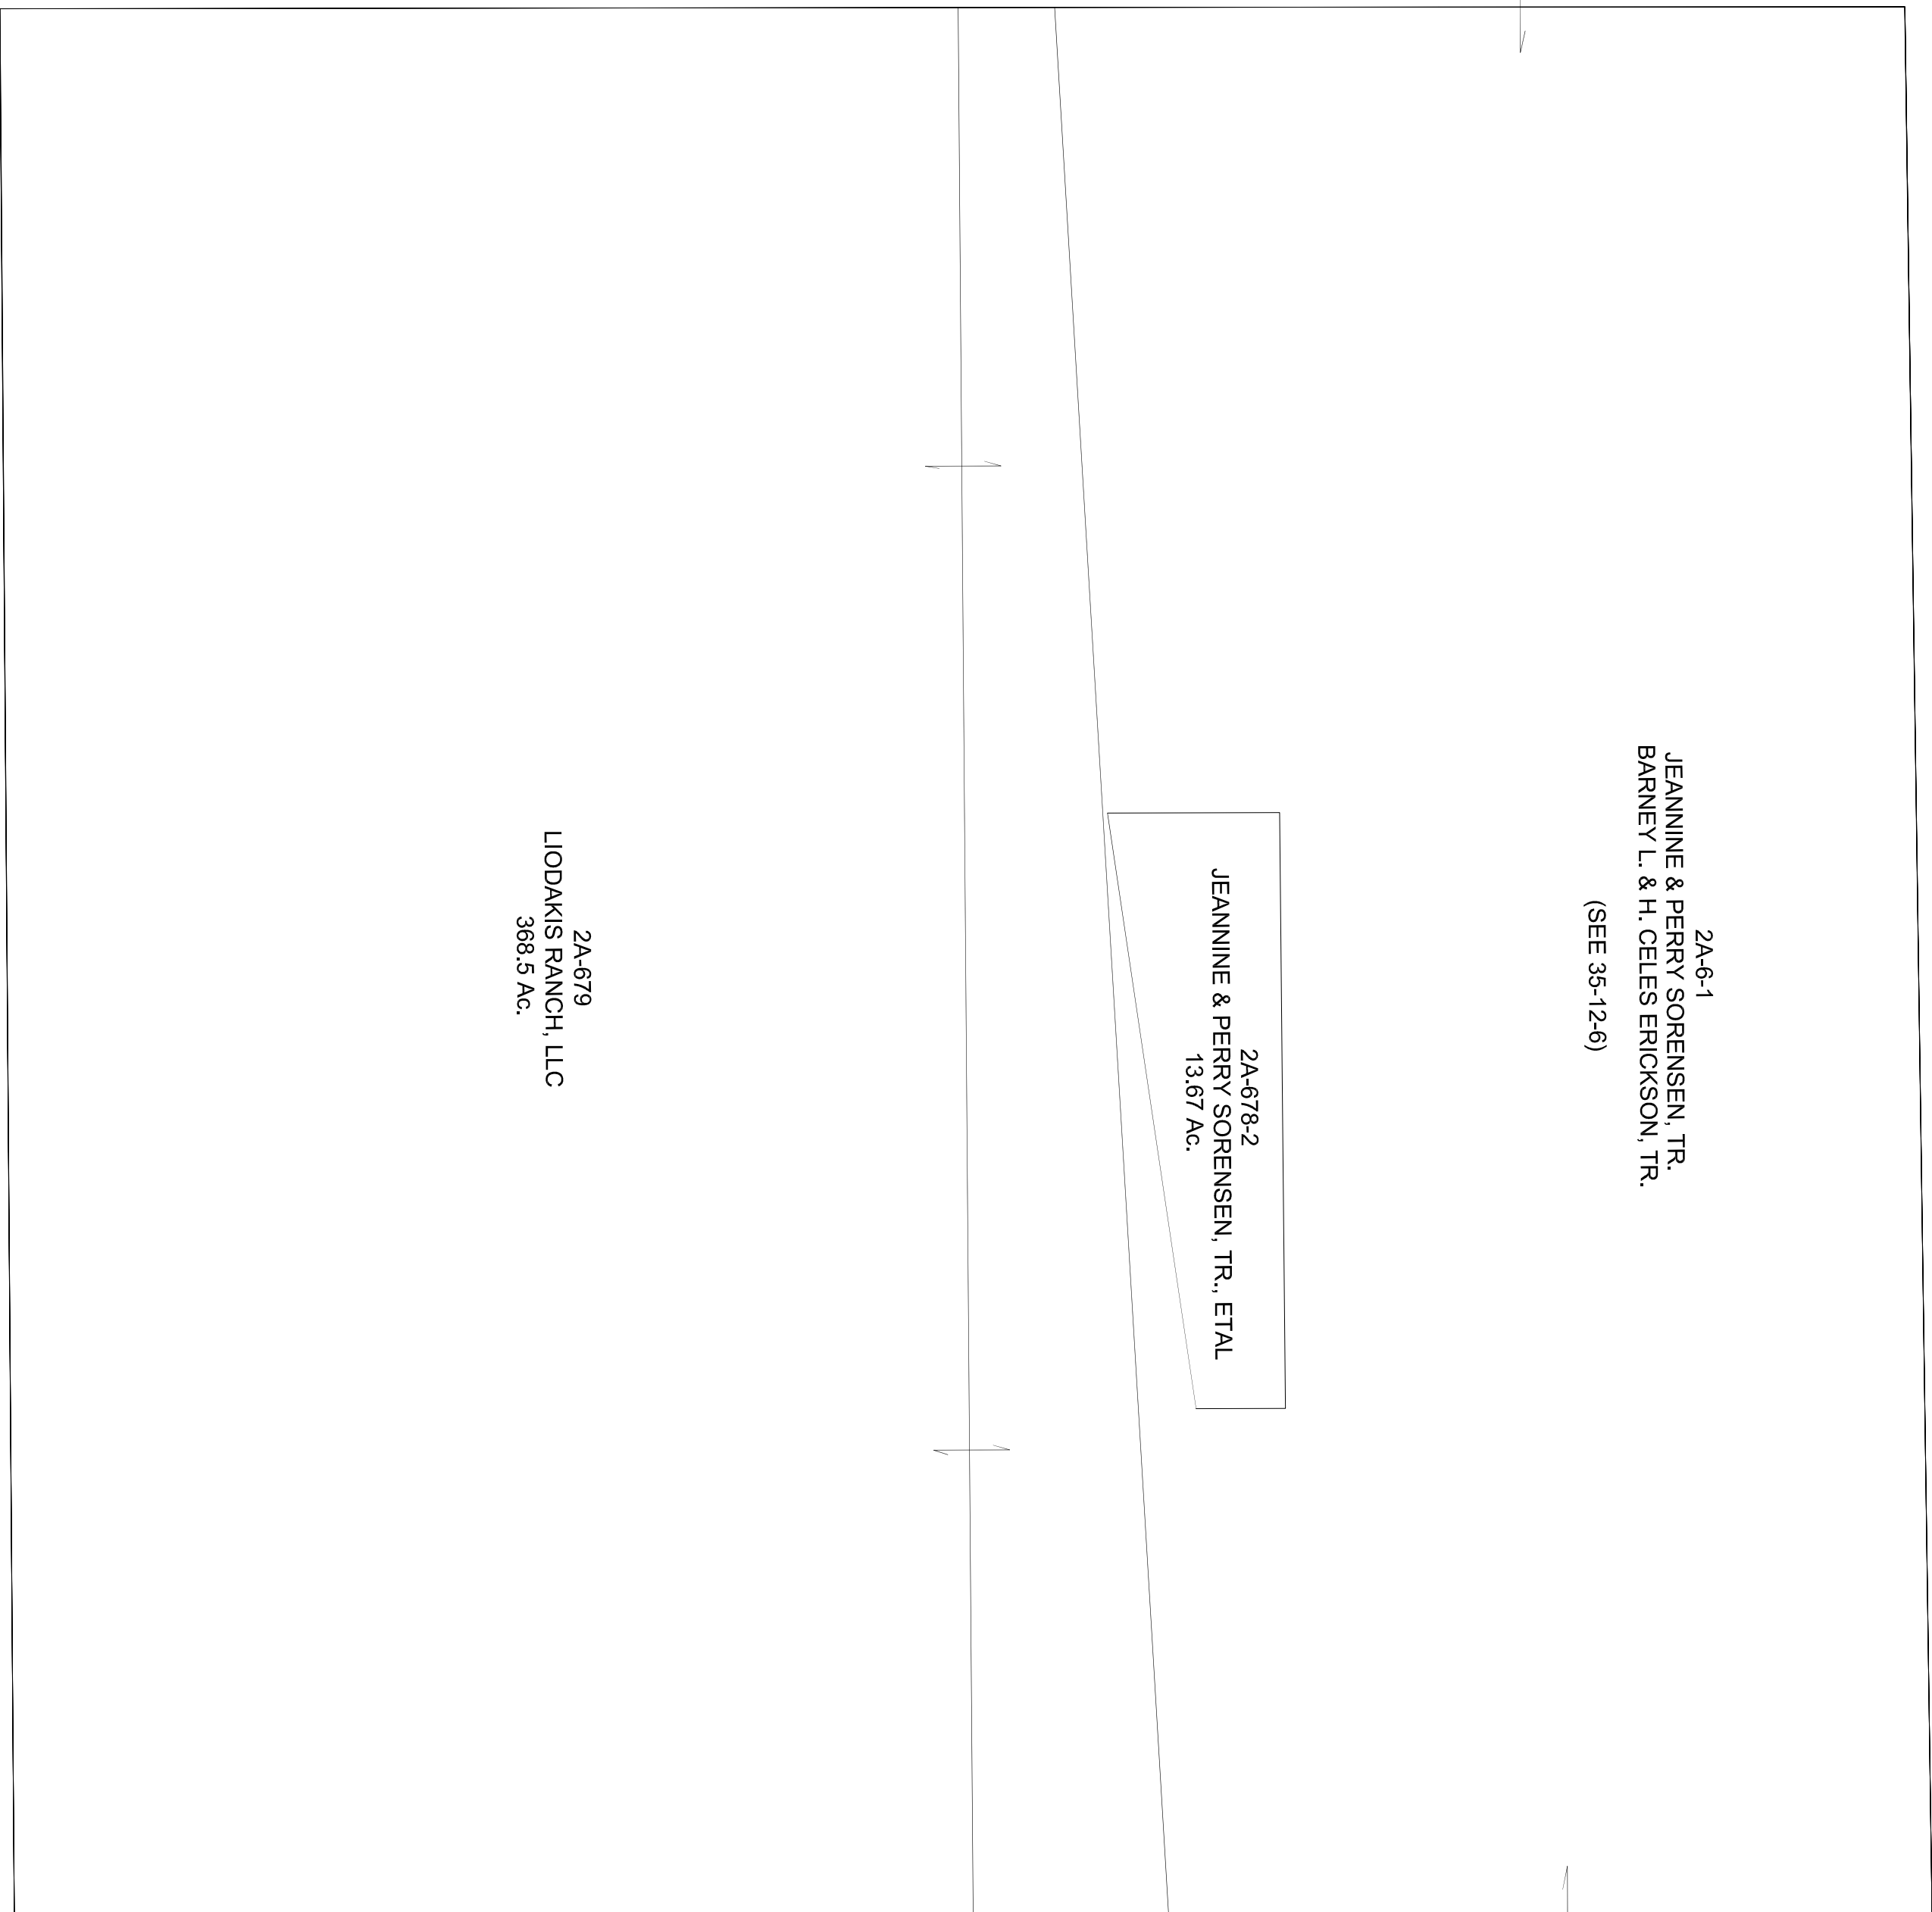 2A-6-1
JEANNINE & PERRY SORENSEN, TR.
BARNEY L. & H. CELES ERICKSON, TR.
(SEE 35-12-6)
2A-678-2
JEANNINE & PERRY SORENSEN, TR., ETAL
13.67 Ac.
2A-679
LIODAKIS RANCH, LLC
368.5 Ac.